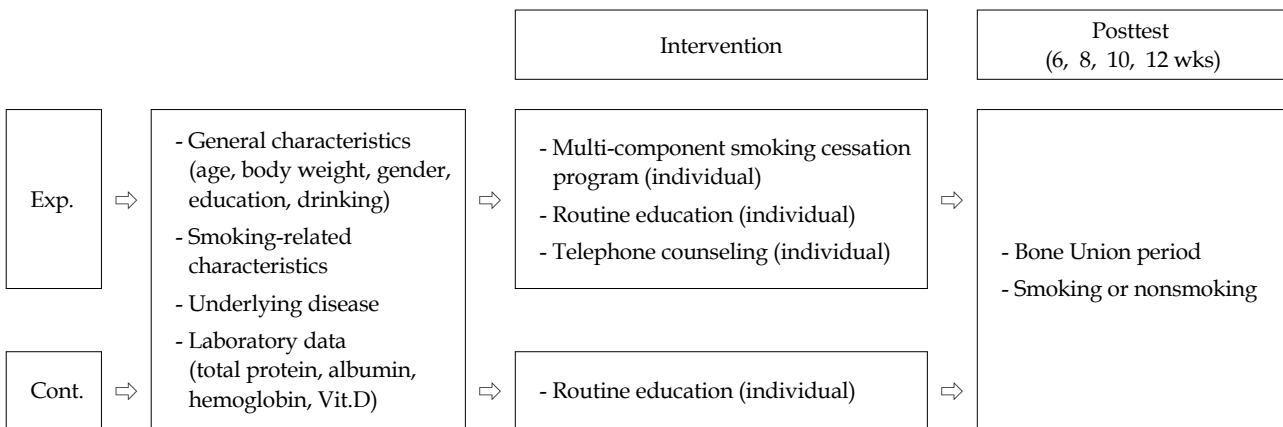 Intervention
Posttest
(6, 8, 10, 12 wks)
Exp.
- General characteristics
(age, body weight, gender,
education, drinking)
- Smoking-related
characteristics
- Underlying disease
- Laboratory data
(total protein, albumin,
hemoglobin, Vit.D)
- Multi-component smoking cessation
program (individual)
- Routine education (individual)
- Telephone counseling (individual)
- Bone Union period
- Smoking or nonsmoking
Cont.
- Routine education (individual)